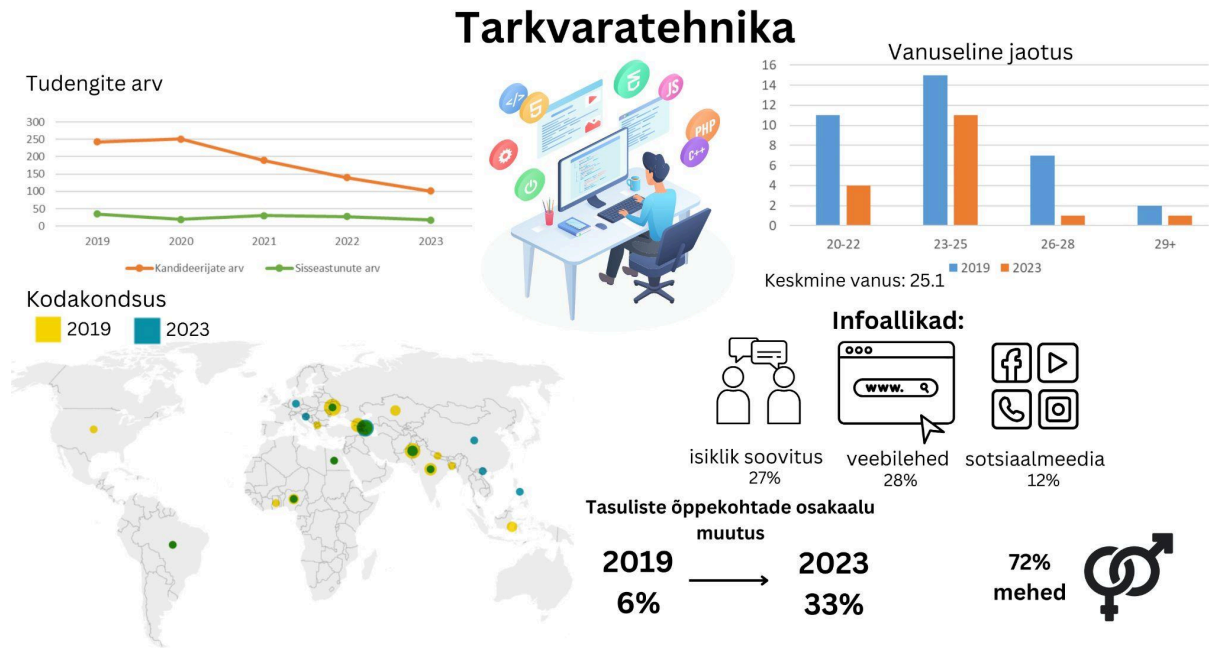 Tarkvaratehnika
Tudengite arv
300
250
200
150
100
50
0
2019
2020
2021
2022
2023
Kandideerijate arv
Sisseastunute arv
</>
5
JS
PHP
C++
Vanuseline jaotus
16
14
12
10
8
6
4
2
0
20-22
23-25
26-28
29+
2019
2023
Keskmine vanus: 25.1
Kodakondsus
2019
2023
Infoallikad:
www.
isiklik soovitus
27%
veebilehed
28%
sotsiaalmeedia
12%
Tasuliste õppekohtade osakaalu
muutus
2019
6%
2023
33%
72%
mehed